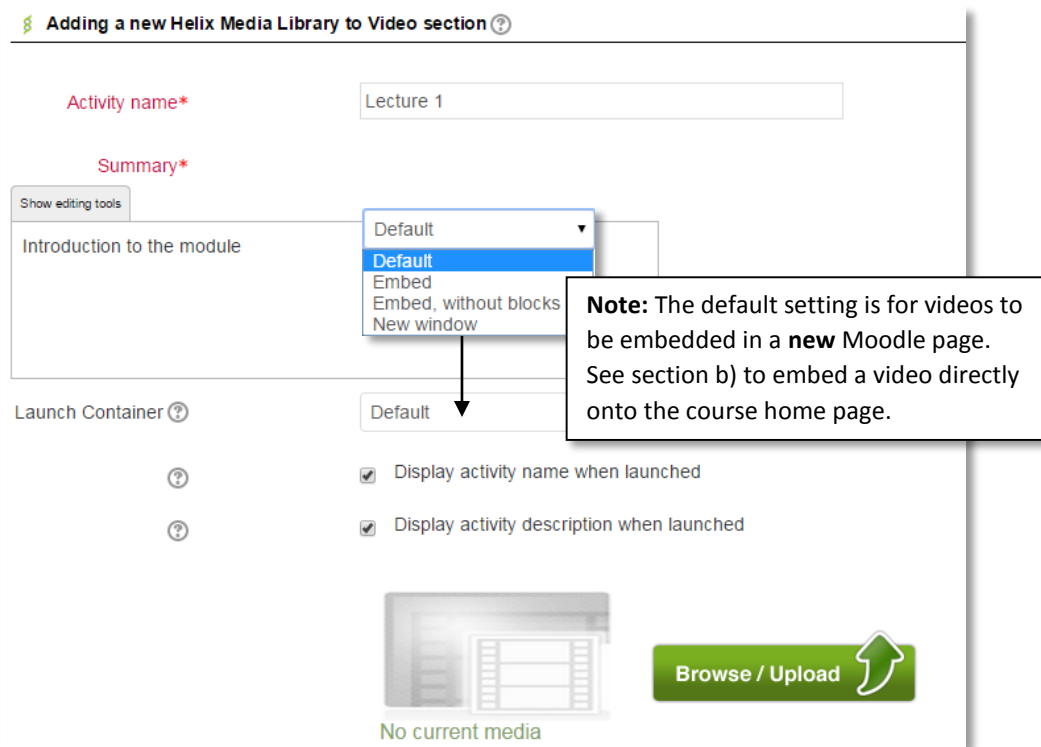 Adding a new Helix Media Library to Video section
Activity name*
Lecture 1
Summary*
Show editing tools
Introduction to the module
Default
Default
Embed
Embed, without blocks
New window
Note: The default setting is for videos to
be embedded in a new Moodle page.
See section b) to embed a video directly
onto the course home page.
Launch Container
Default
Display activity name when launched
Display activity description when launched
Browse / Upload
No current media